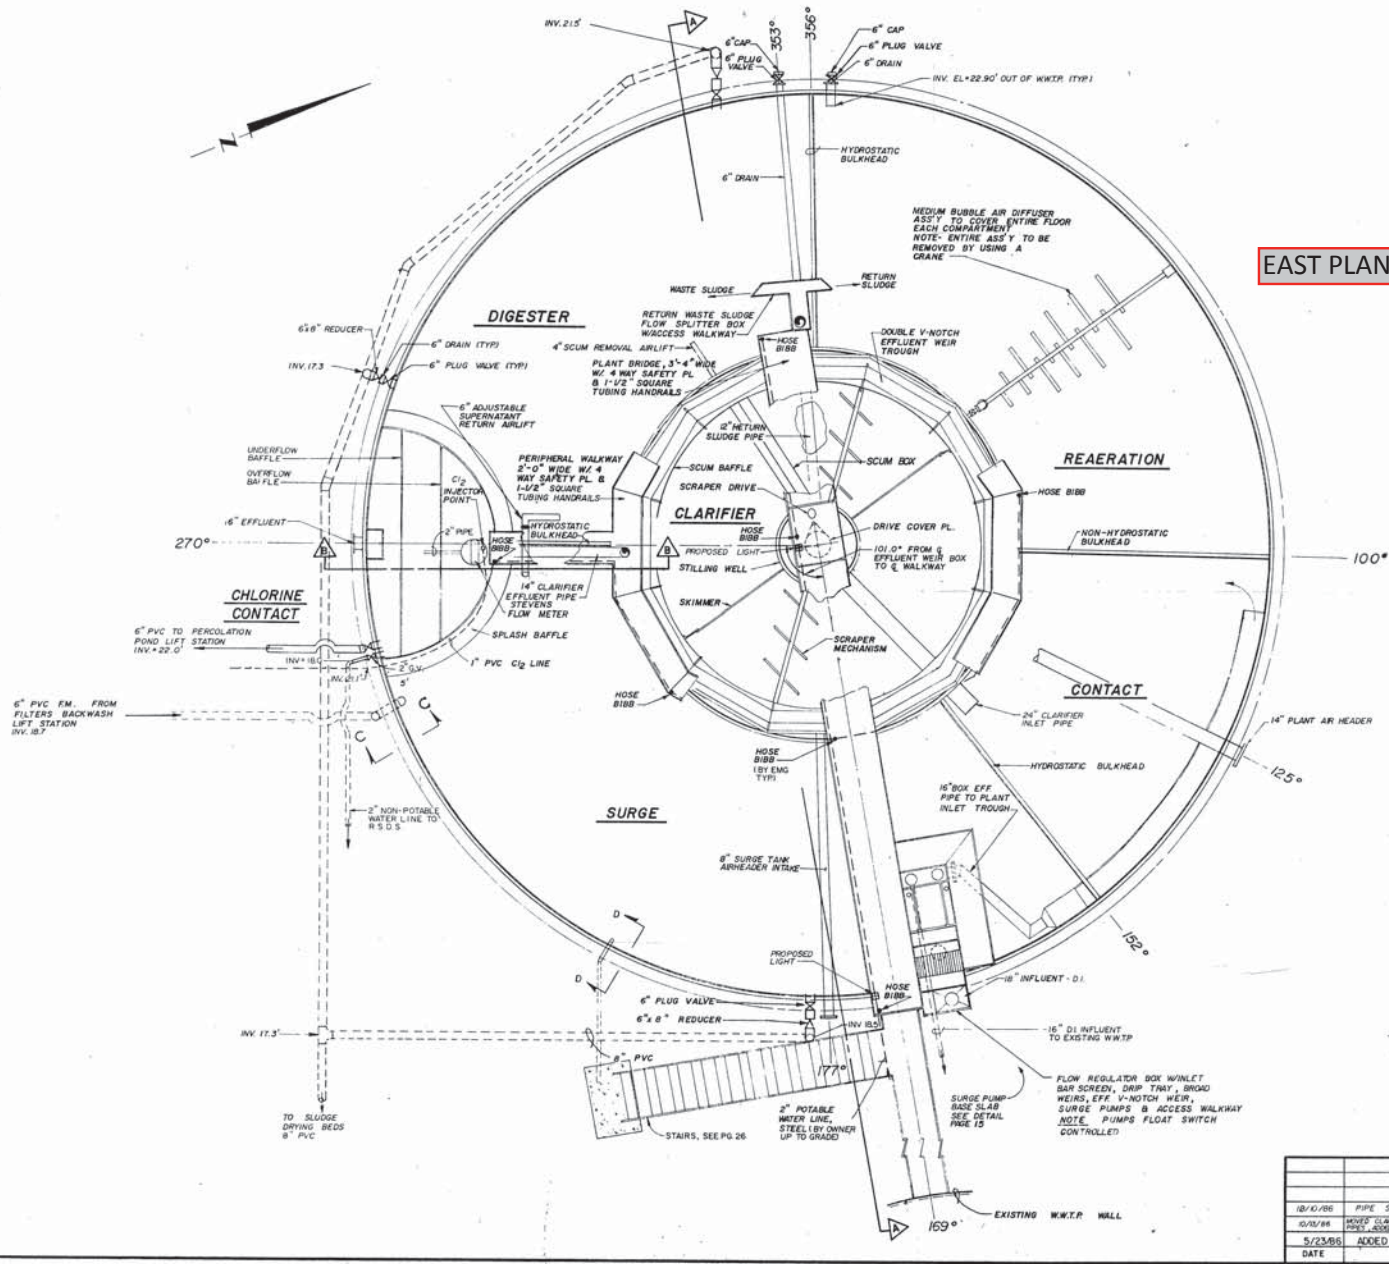 INV. 21.5'
A
6" CAP
6" PLUG
VALVE
353°
356°
6" CAP
6" PLUG VALVE
6" DRAIN
INV. EL=22.90' OUT OF W.W.T.P. (TYP.)
N
HYDROSTATIC
BULKHEAD
6" DRAIN
MEDIUM BUBBLE AIR DIFFUSER
ASS'Y TO COVER ENTIRE FLOOR
EACH COMPARTMENT
NOTE- ENTIRE ASS'Y TO BE
REMOVED BY USING A
CRANE
EAST PLAN
WASTE SLUDGE
RETURN
SLUDGE
DIGESTER
RETURN WASTE SLUDGE
FLOW SPLITTER BOX
W/ACCESS WALKWAY
6"x8" REDUCER
6" DRAIN (TYP.)
4" SCUM REMOVAL AIRLIFT
HOSE
BIBB
DOUBLE V-NOTCH
EFFLUENT WEIR
TROUGH
INV. 17.3
6" PLUG VALVE (TYP.)
PLANT BRIDGE, 3'-4" WIDE
W/. 4 WAY SAFETY PL.
& 1-1/2" SQUARE
TUBING HANDRAILS
6" ADJUSTABLE
SUPERNATANT
RETURN AIRLIFT
12" RETURN
SLUDGE PIPE
UNDERFLOW
BAFFLE
OVERFLOW
BAFFLE
Cl2
INJECTOR
POINT
PERIPHERAL WALKWAY
2'-0" WIDE W/. 4
WAY SAFETY PL. &
1-1/2" SQUARE
TUBING HANDRAILS
SCUM BAFFLE
SCUM BOX
REAERATION
SCRAPER DRIVE
HOSE BIBB
CLARIFIER
16" EFFLUENT
2" PIPE
HYDROSTATIC
BULKHEAD
DRIVE COVER PL.
NON-HYDROSTATIC
BULKHEAD
270°
B
HOSE
BIBB
B
HOSE
BIBB
PROPOSED LIGHT
101.0° FROM ℄
EFFLUENT WEIR BOX
TO ℄ WALKWAY
100°
STILLING WELL
14" CLARIFIER
EFFLUENT PIPE
STEVENS
FLOW METER
CHLORINE
CONTACT
SKIMMER
SPLASH BAFFLE
6" PVC TO PERCOLATION
POND LIFT STATION
INV.= 22.0'
SCRAPER
MECHANISM
1" PVC Cl2 LINE
2" G.V.
5'
CONTACT
HOSE
BIBB
6" PVC F.M. FROM
FILTERS BACKWASH
LIFT STATION
INV. 18.7
C
C
24" CLARIFIER
INLET PIPE
14" PLANT AIR HEADER
HOSE
BIBB
(BY EMG
TYP.)
HYDROSTATIC BULKHEAD
125°
16" BOX EFF.
PIPE TO PLANT
INLET TROUGH
2" NON-POTABLE
WATER LINE TO
R.S.D.S.
SURGE
8" SURGE TANK
AIRHEADER INTAKE
D
D
152°
PROPOSED
LIGHT
HOSE
BIBB
18" INFLUENT - D.I.
6" PLUG VALVE
6"x 8" REDUCER
INV 18.5
INV. 17.3'
16" D.I. INFLUENT
TO EXISTING W.W.T.P.
8" PVC
177°
FLOW REGULATOR BOX W/INLET
BAR SCREEN, DRIP TRAY, BROAD
WEIRS, EFF. V-NOTCH WEIR,
SURGE PUMPS & ACCESS WALKWAY
NOTE: PUMPS FLOAT SWITCH
CONTROLLED
SURGE PUMP
BASE SLAB
SEE DETAIL
PAGE 15
TO SLUDGE
DRYING BEDS
8" PVC
STAIRS, SEE PG. 26
2" POTABLE
WATER LINE,
STEEL (BY OWNER
UP TO GRADE)
EXISTING W.W.T.P. WALL
A
169°
PIPE
5/23/86 ADDED
DATE